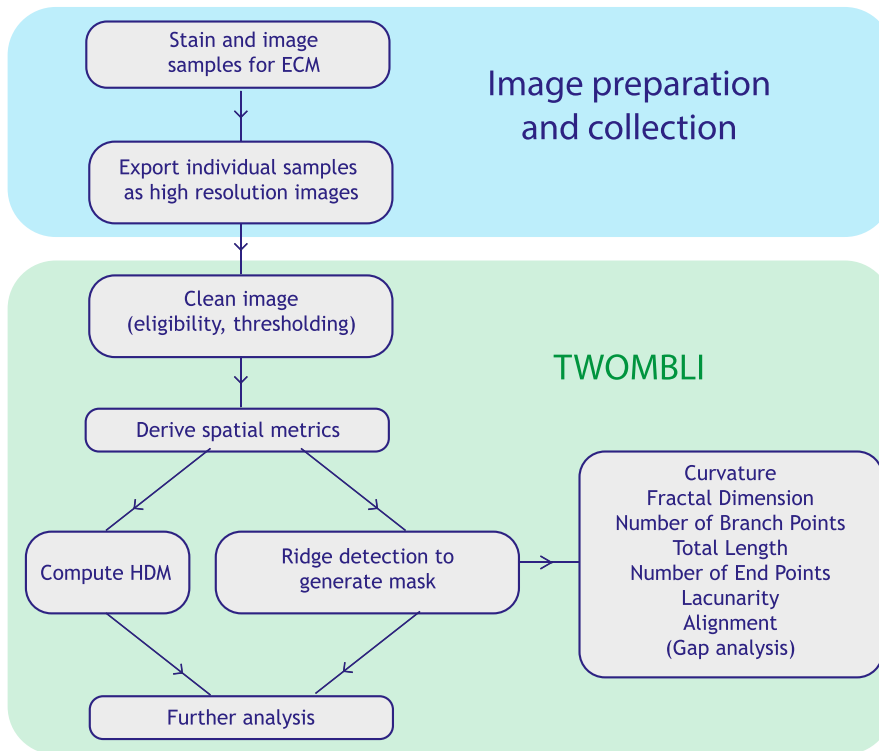 Stain and image
samples for ECM
Image preparation
and collection
Export individual samples
as high resolution images
Clean image
(eligibility, thresholding)
TWOMBLI
Derive spatial metrics
Compute HDM
Ridge detection to
generate mask
Curvature
Fractal Dimension
Number of Branch Points
Total Length
Number of End Points
Lacunarity
Alignment
(Gap analysis)
Further analysis